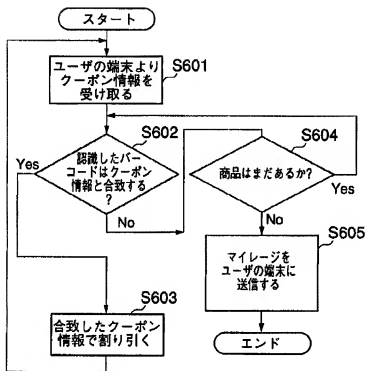 スタート
S601
ユーザの端末より
クーポン情報を
受け取る
S602
認識したバー
コードはクーポン
情報と合致する
?
Yes
No
S604
商品はまだあるか?
Yes
No
S605
マイレージを
ユーザの端末に
送信する
S603
合致したクーポン
情報で割り引く
エンド